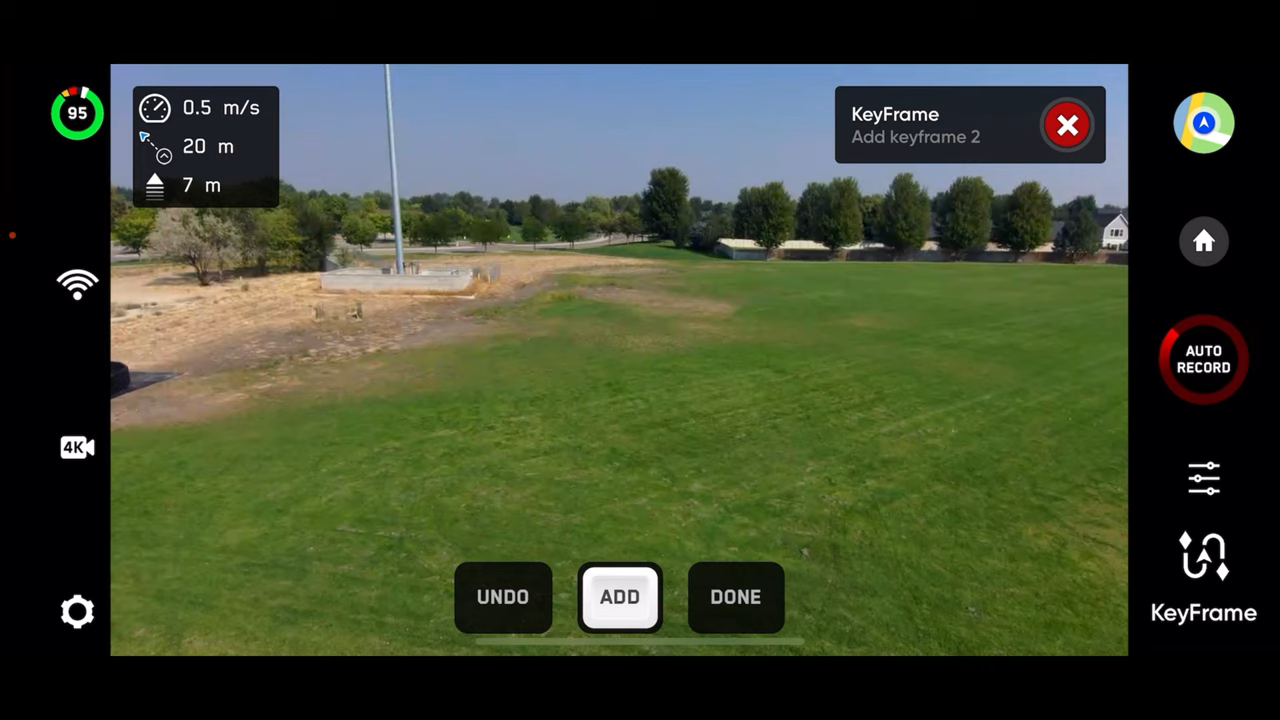 95
0.5 m/s
20 m
7 m
KeyFrame
Add keyframe 2
4K
AUTO
RECORD
UNDO
ADD
DONE
KeyFrame